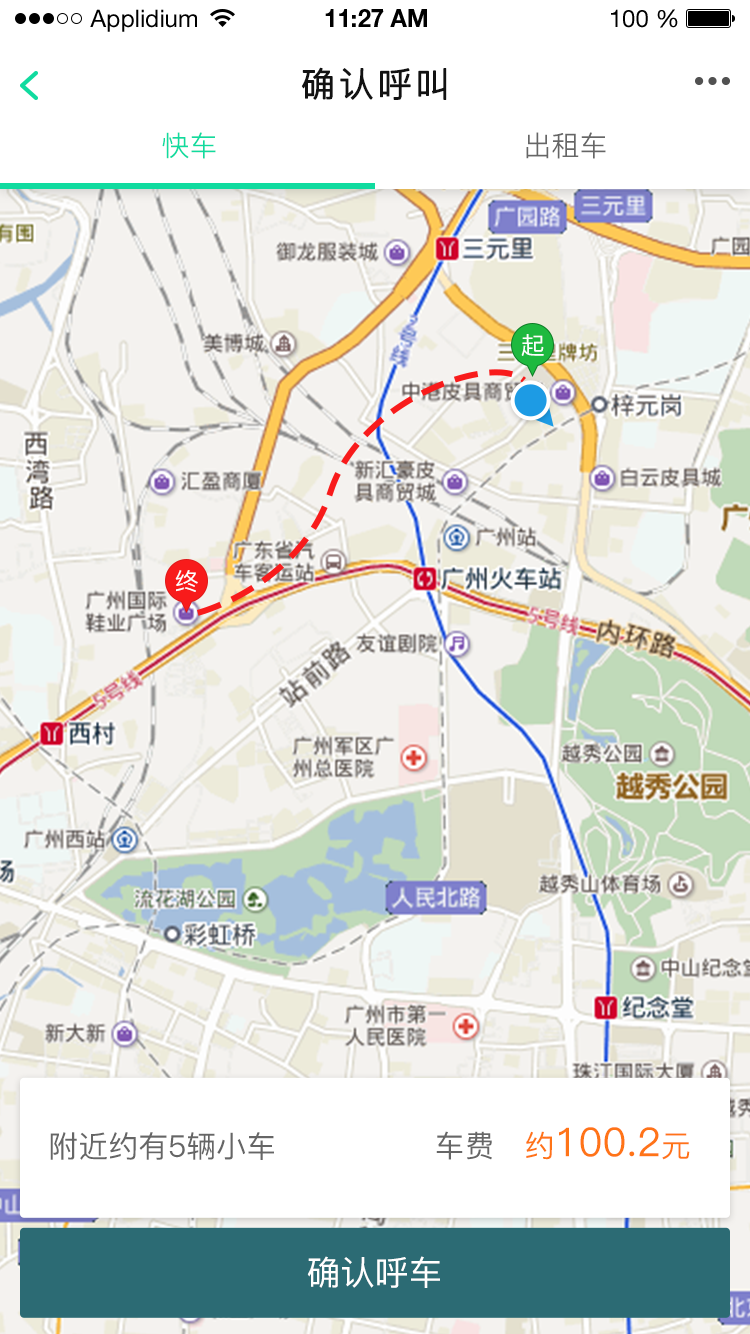 Applidium
11:27 AM
100 %
确认呼叫
快车
出租车
有围
广园路
三元里
御龙服装城
三元里
广园
美博城
2号线
起
牌坊
中港皮具商贸
梓元岗
西湾路
汇盈商厦
新汇豪皮
具商贸城
白云皮具城
广
广州站
广东省汽
车客运站
终
广州火车站
广州国际
鞋业广场
5号线
内环路
友谊剧院
站前路
5号线
西村
广州军区广
州总医院
越秀公园
越秀公园
广州西站
场
流花湖公园
人民北路
越秀山体育场
彩虹桥
中山纪念堂
纪念堂
广州市第一
人民医院
新大新
珠江国际大厦
附近约有5辆小车
车费
约100.2元
确认呼车